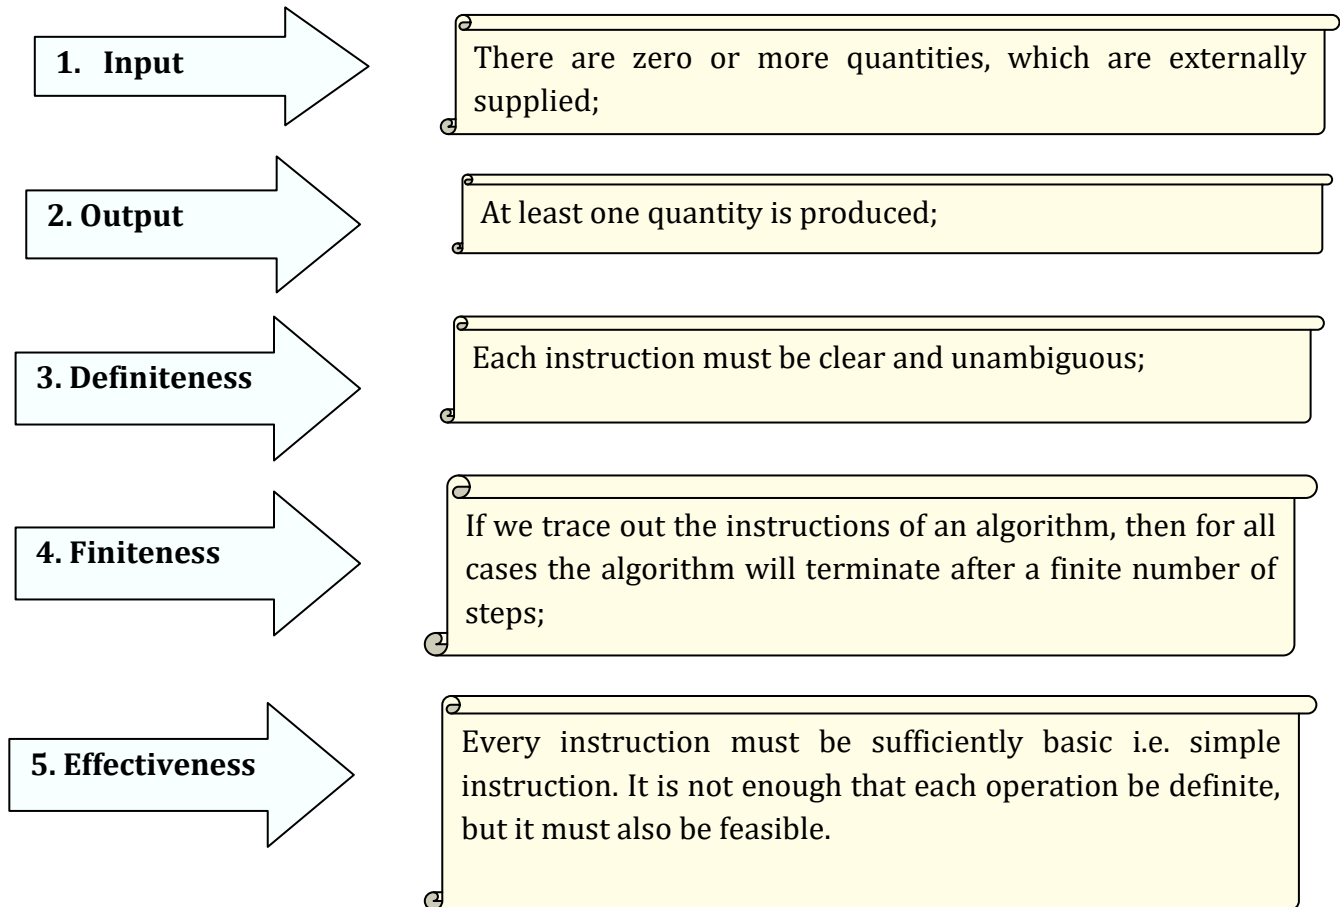 1. Input
There are zero or more quantities, which are externally
supplied;
2. Output
At least one quantity is produced;
3. Definiteness
Each instruction must be clear and unambiguous;
4. Finiteness
If we trace out the instructions of an algorithm, then for all
cases the algorithm will terminate after a finite number of
steps;
5. Effectiveness
Every instruction must be sufficiently basic i.e. simple
instruction. It is not enough that each operation be definite,
but it must also be feasible.